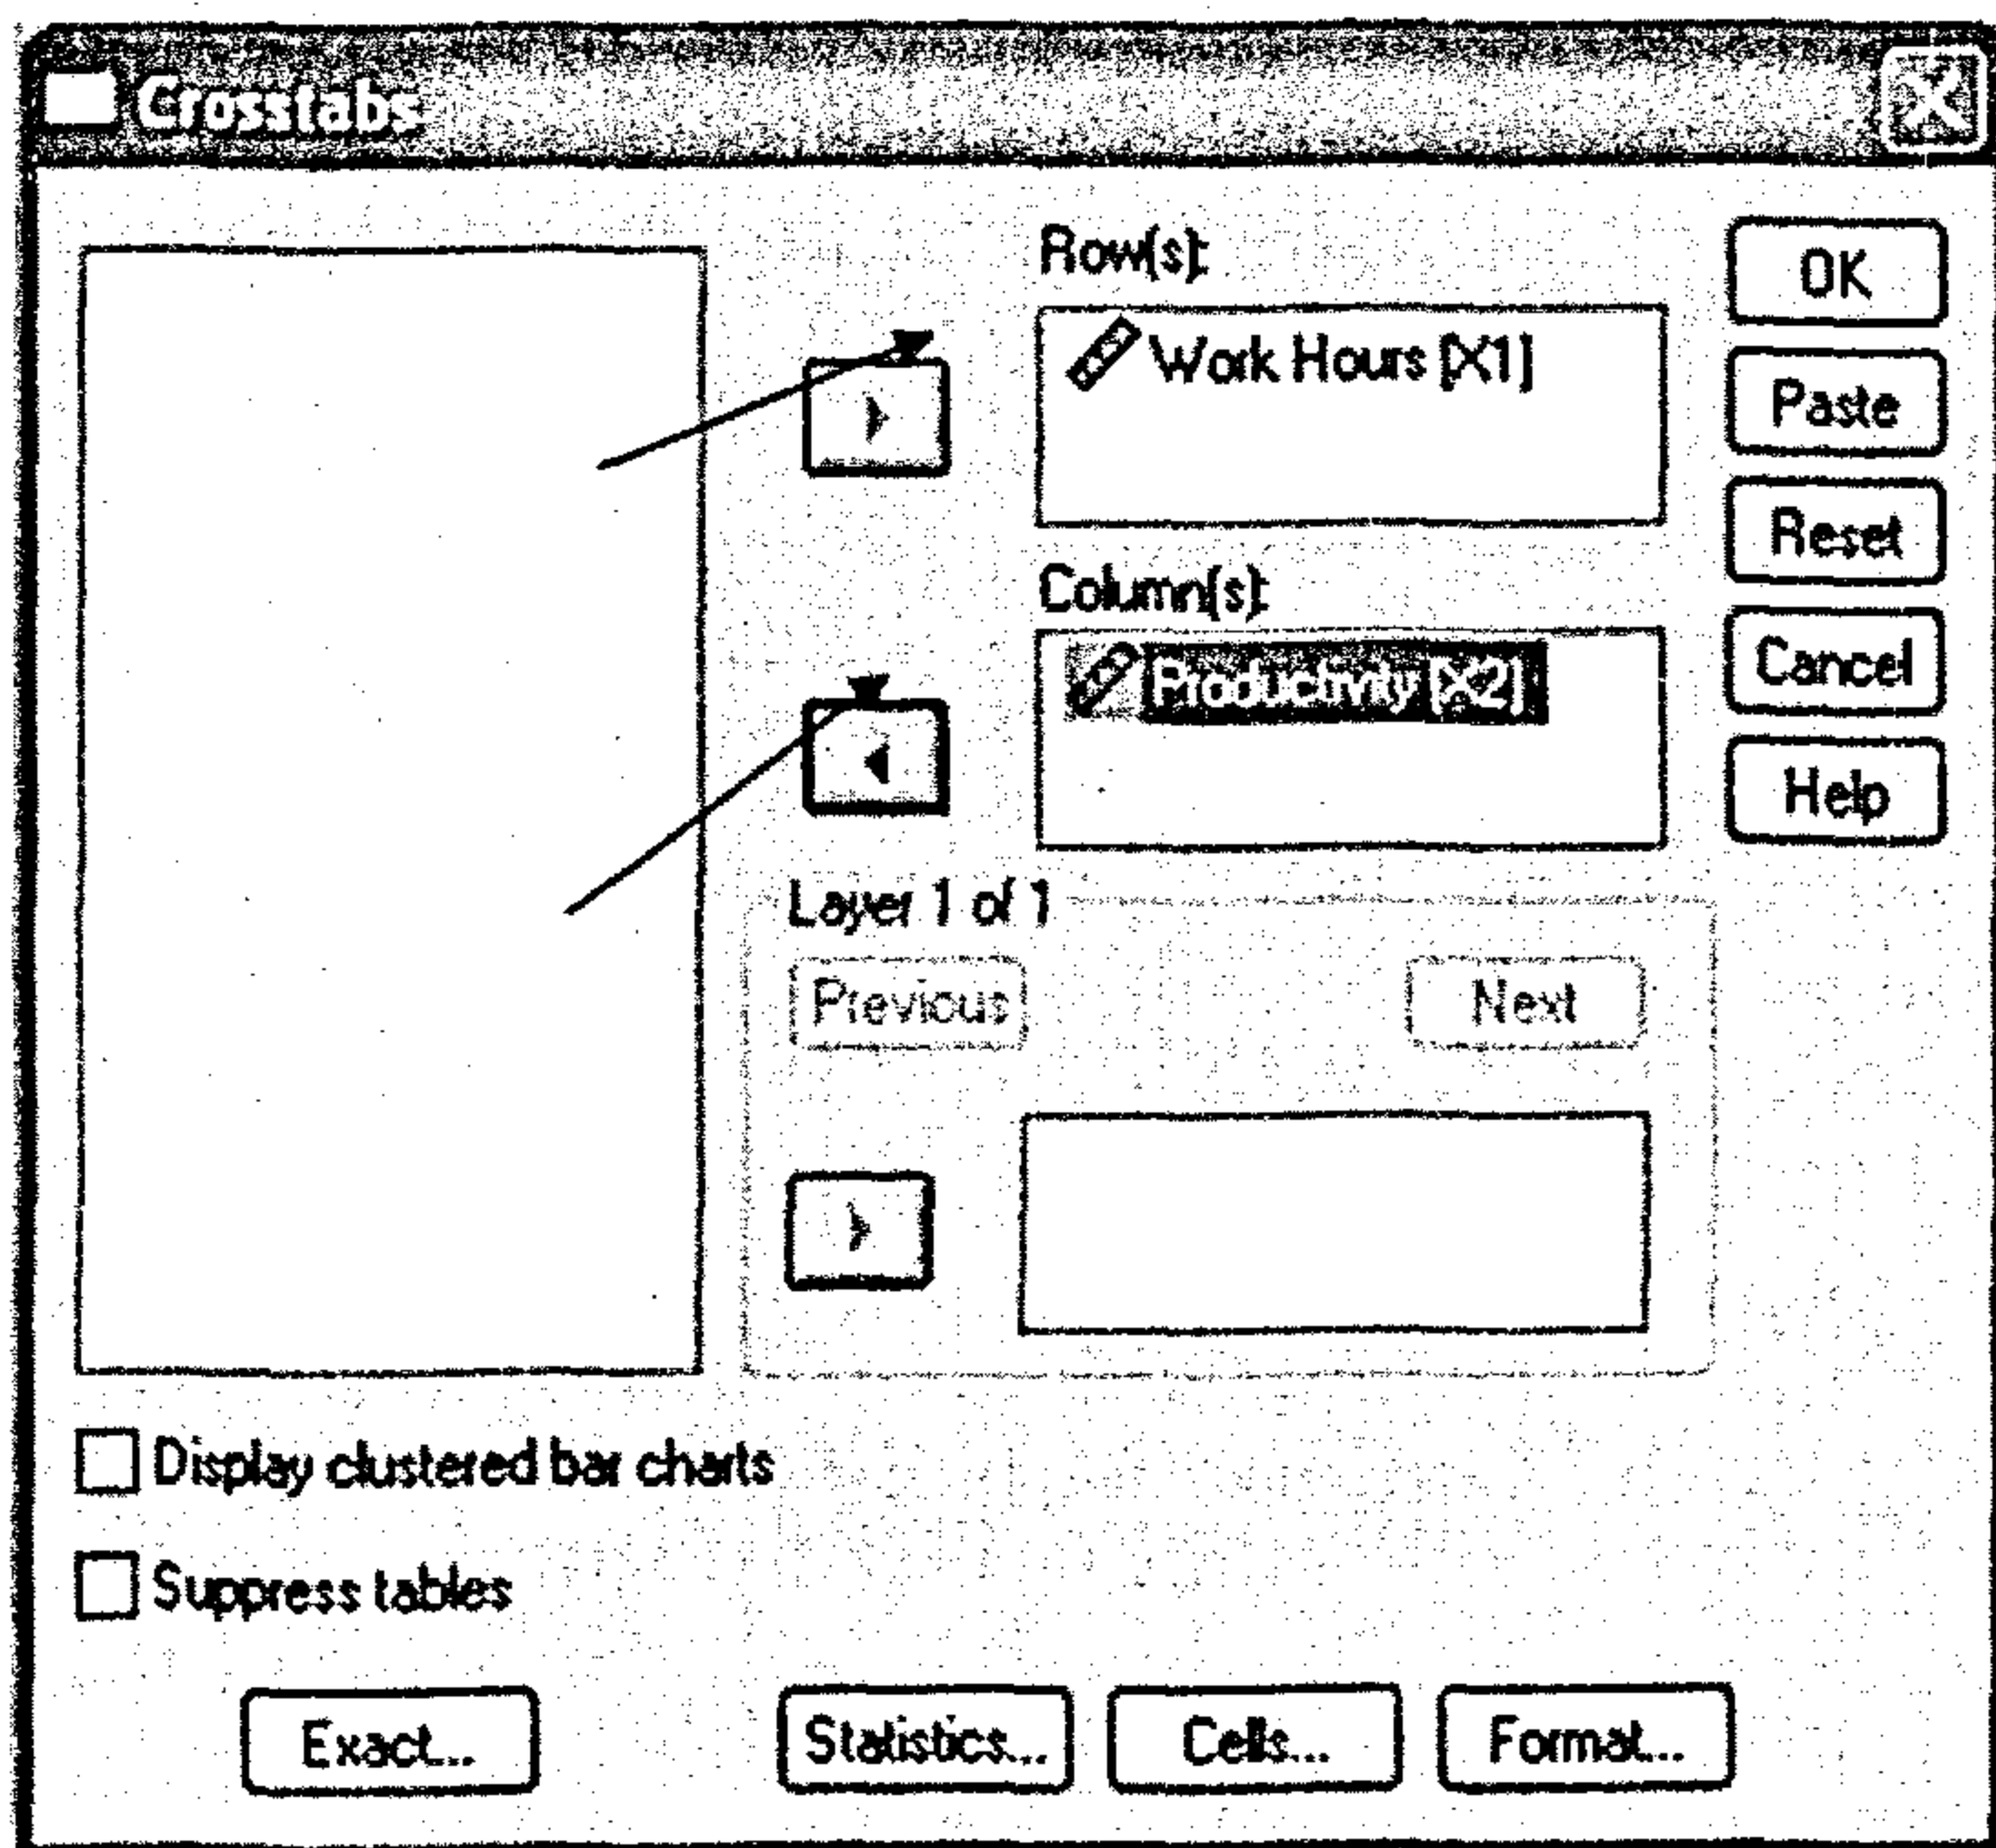 Crosstabs
Row(s):
Work Hours [X1]
Column(s):
Productivity [X2]
Layer 1 of 1
Previous
Next
OK
Paste
Reset
Cancel
Help
Display clustered bar charts
Suppress tables
Exact...
Statistics...
Cells...
Format...